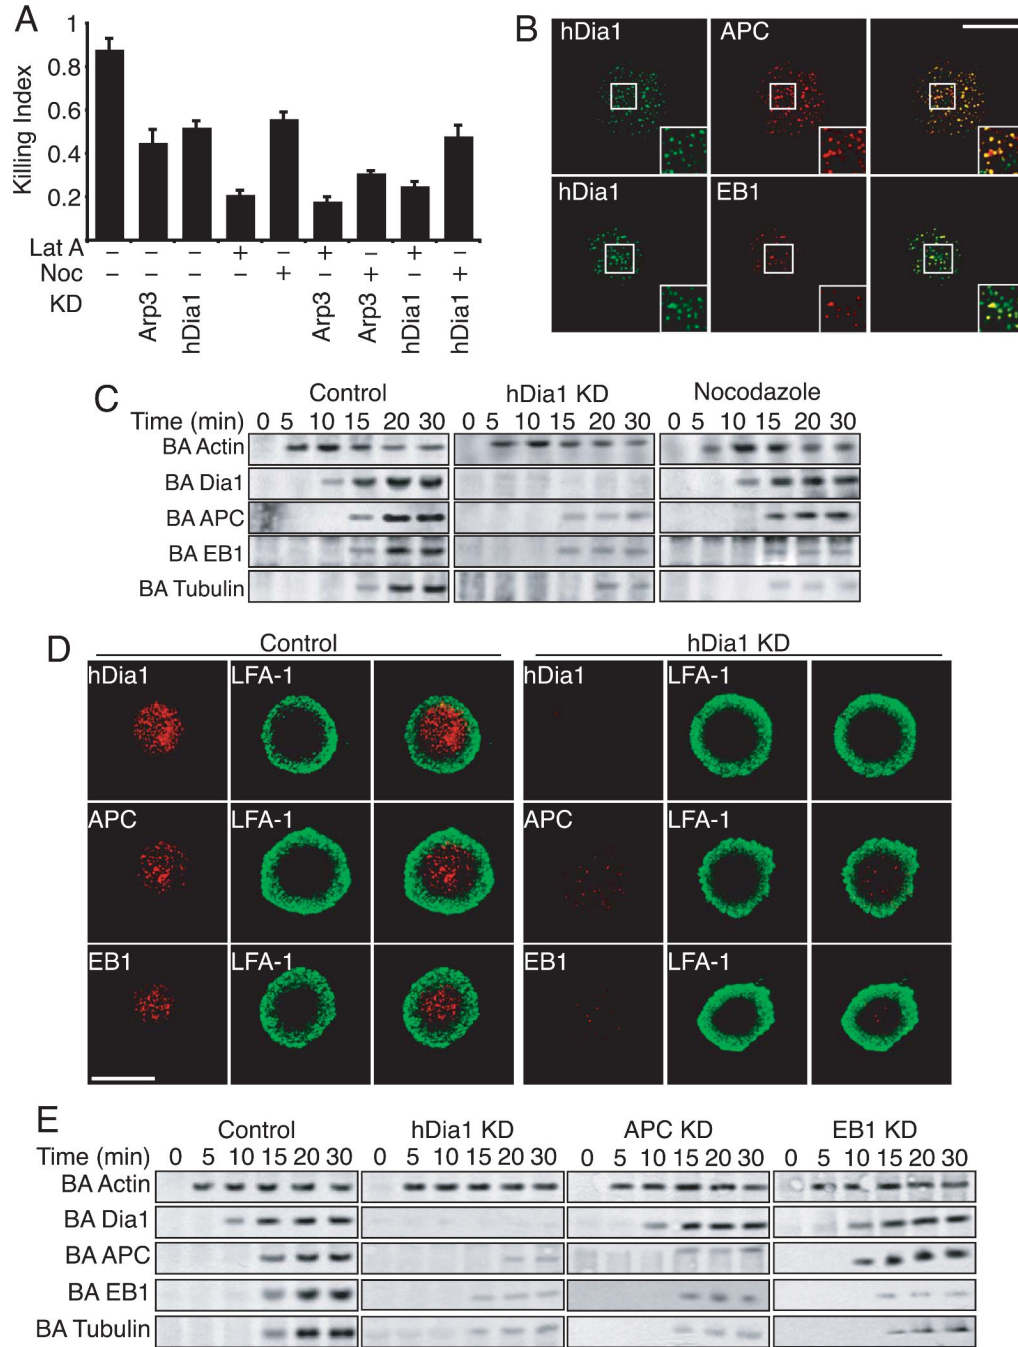 A
Killing Index
1
0.8
0.6
0.4
0.2
Lat A − − − + − + − + −
Noc − − − − + − + − +
KD Arp3 hDia1 Arp3 Arp3 hDia1 hDia1
B
hDia1 APC
hDia1 EB1
C
Control hDia1 KD Nocodazole
Time (min) 0 5 10 15 20 30 0 5 10 15 20 30 0 5 10 15 20 30
BA Actin
BA Dia1
BA APC
BA EB1
BA Tubulin
D
Control hDia1 KD
hDia1 LFA-1 hDia1 LFA-1
APC LFA-1 APC LFA-1
EB1 LFA-1 EB1 LFA-1
E
Control hDia1 KD APC KD EB1 KD
Time (min) 0 5 10 15 20 30 0 5 10 15 20 30 0 5 10 15 20 30 0 5 10 15 20 30
BA Actin
BA Dia1
BA APC
BA EB1
BA Tubulin